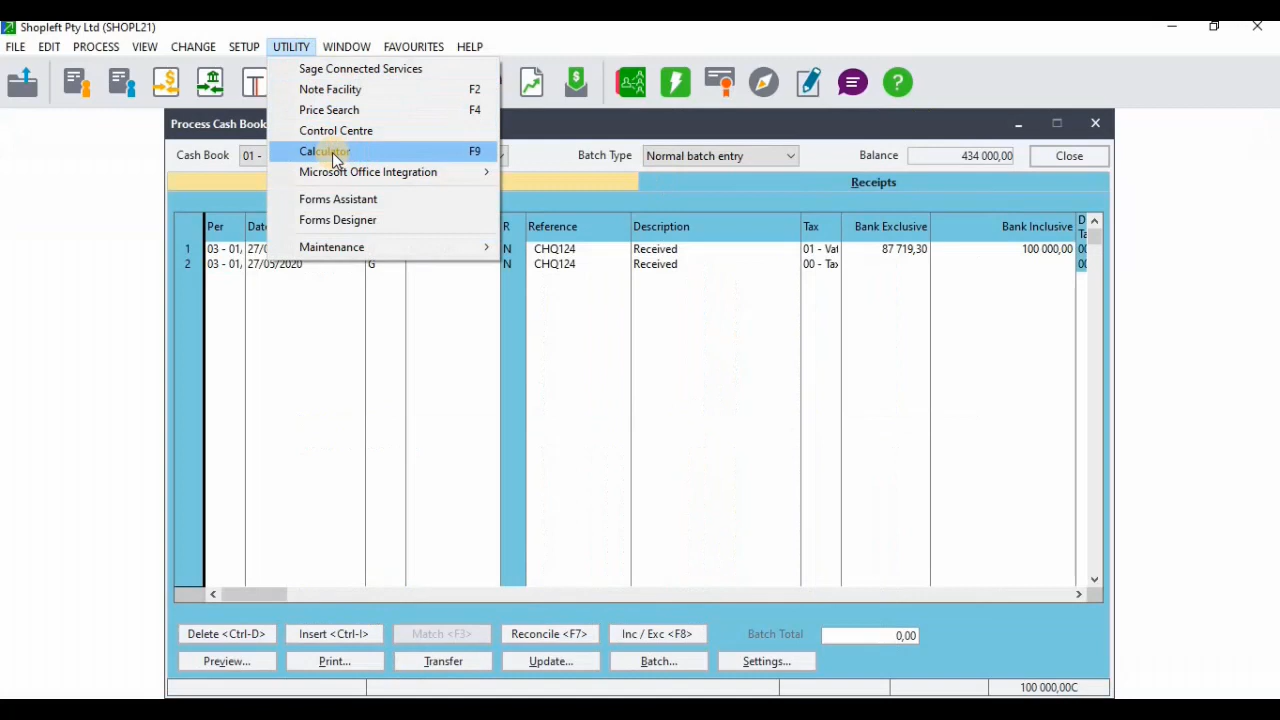 Shopleft Pty Ltd (SHOPL21)
FILE EDIT PROCESS VIEW CHANGE SETUP UTILITY WINDOW FAVOURITES HELP
Sage Connected Services
Note Facility F2
Price Search F4
Control Centre
Calculator F9
Microsoft Office Integration
Forms Assistant
Forms Designer
Maintenance
Process Cash Book
Cash Book 01 - Batch Type Normal batch entry Balance 434 000,00 Close
Receipts
Per R Reference Description Tax Bank Exclusive Bank Inclusive
1 03 - 01, N CHQ124 Received 01 - Vat 87 719,30 100 000,00
2 03 - 01, 27/05/2020 G N CHQ124 Received 00 - Tax
Delete <Ctrl-D> Insert <Ctrl-I> Match <F3> Reconcile <F7> Inc / Exc <F8> Batch Total 0,00
Preview... Print... Transfer Update... Batch... Settings...
100 000,00C